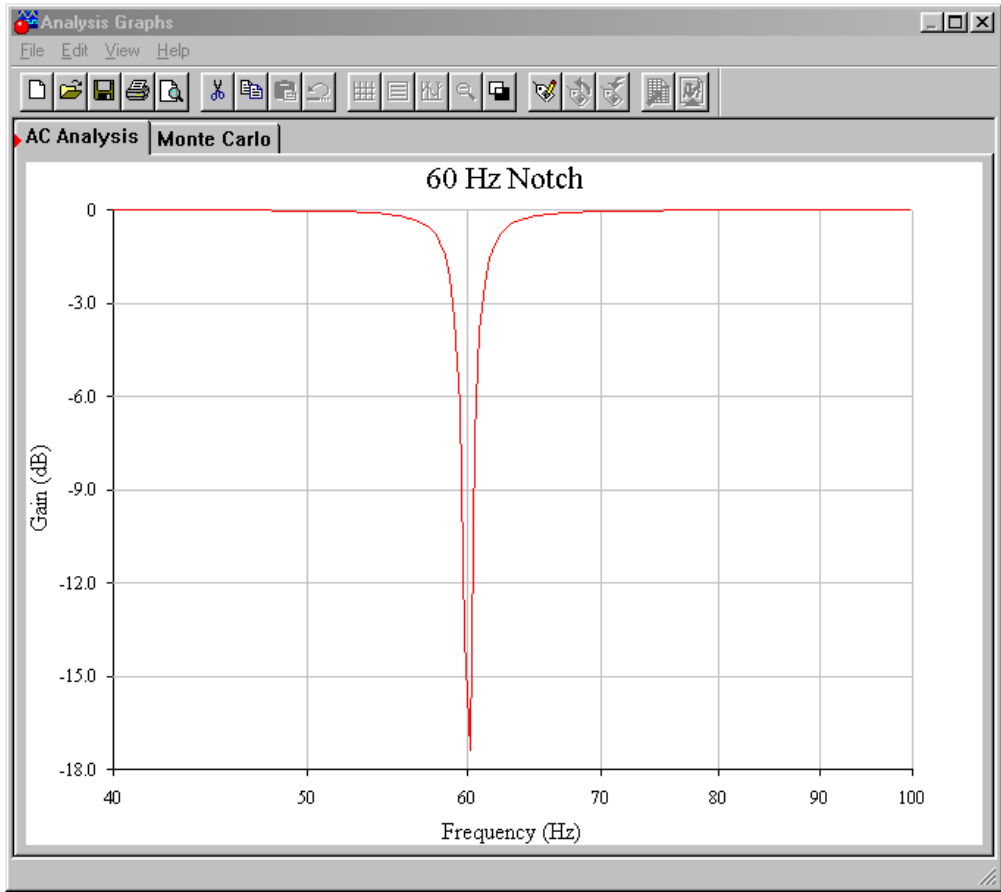 Analysis Graphs
File Edit View Help
AC Analysis
Monte Carlo
60 Hz Notch
0
-3.0
-6.0
-9.0
-12.0
-15.0
-18.0
Gain (dB)
40 50 60 70 80 90 100
Frequency (Hz)